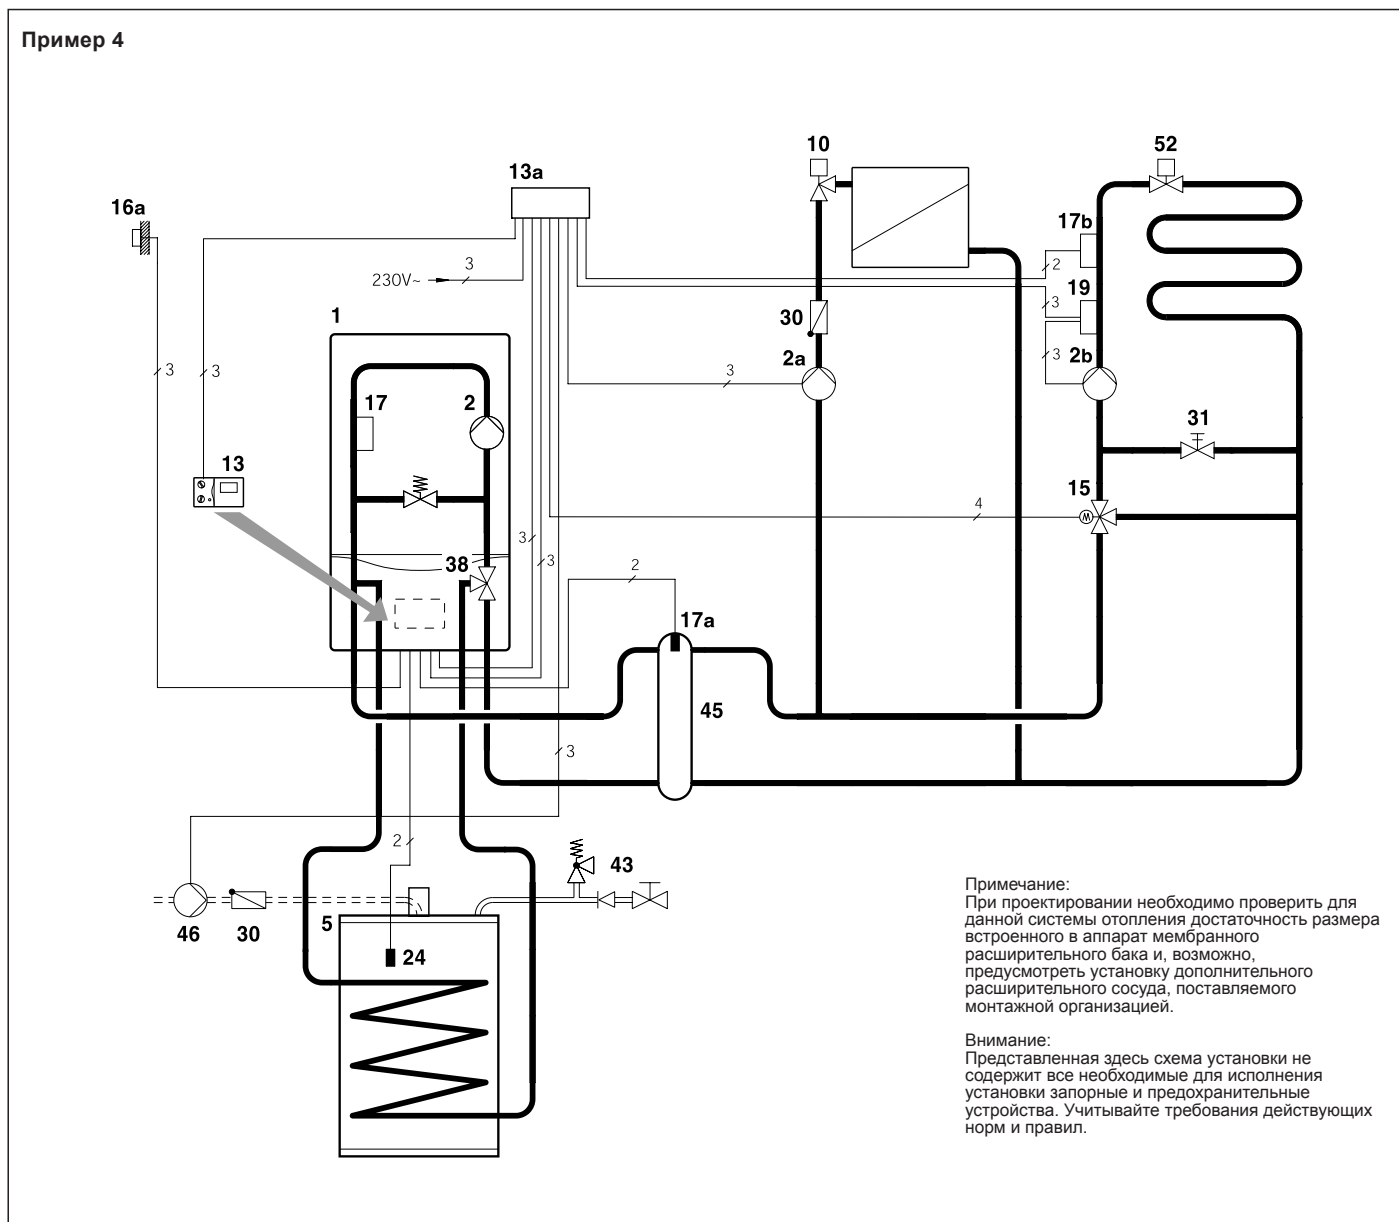 Пример 4
10
52
13a
16a
17b
230V~
3
2
19
3
1
30
2a
2b
3
3
3
3
17
2
31
13
15
4
3
3
38
2
17a
45
3
2
43
5
46
30
24
Примечание:
При проектировании необходимо проверить для
данной системы отопления достаточность размера
встроенного в аппарат мембранного
расширительного бака и, возможно,
предусмотреть установку дополнительного
расширительного сосуда, поставляемого
монтажной организацией.
Внимание:
Представленная здесь схема установки не
содержит все необходимые для исполнения
установки запорные и предохранительные
устройства. Учитывайте требования действующих
норм и правил.